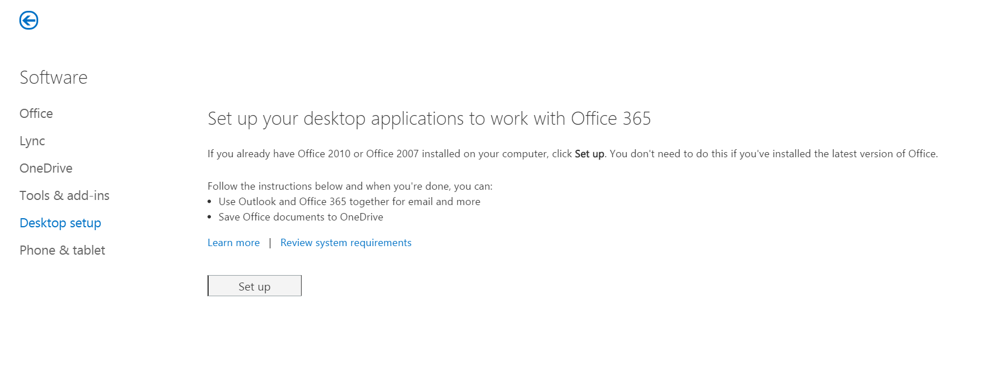 Software
Office
Lync
OneDrive
Tools & add-ins
Desktop setup
Phone & tablet
Set up your desktop applications to work with Office 365
If you already have Office 2010 or Office 2007 installed on your computer, click Set up. You don't need to do this if you've installed the latest version of Office.
Follow the instructions below and when you're done, you can:
• Use Outlook and Office 365 together for email and more
• Save Office documents to OneDrive
Learn more | Review system requirements
Set up